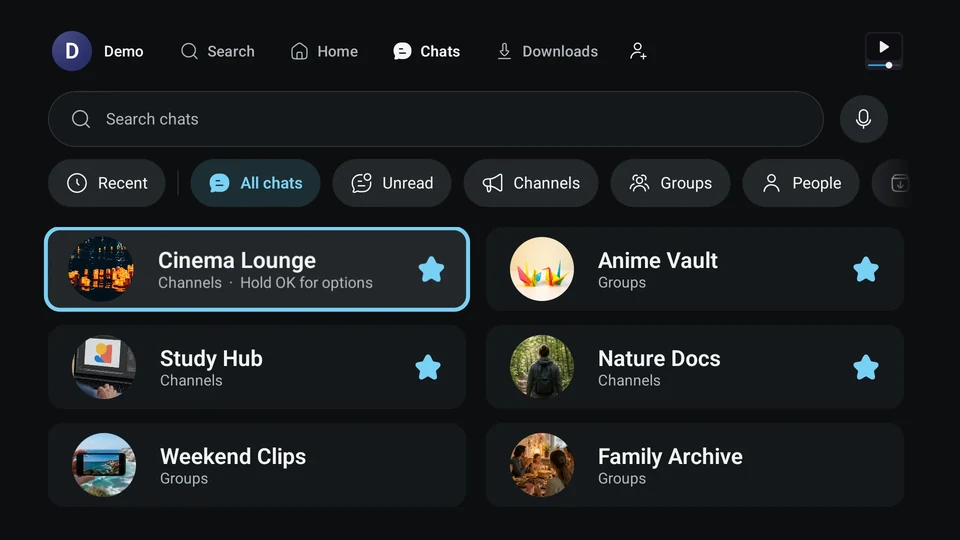 D Demo Search Home Chats Downloads
Search chats
Recent All chats Unread Channels Groups People
Cinema Lounge
Channels · Hold OK for options
Anime Vault
Groups
Study Hub
Channels
Nature Docs
Channels
Weekend Clips
Groups
Family Archive
Groups